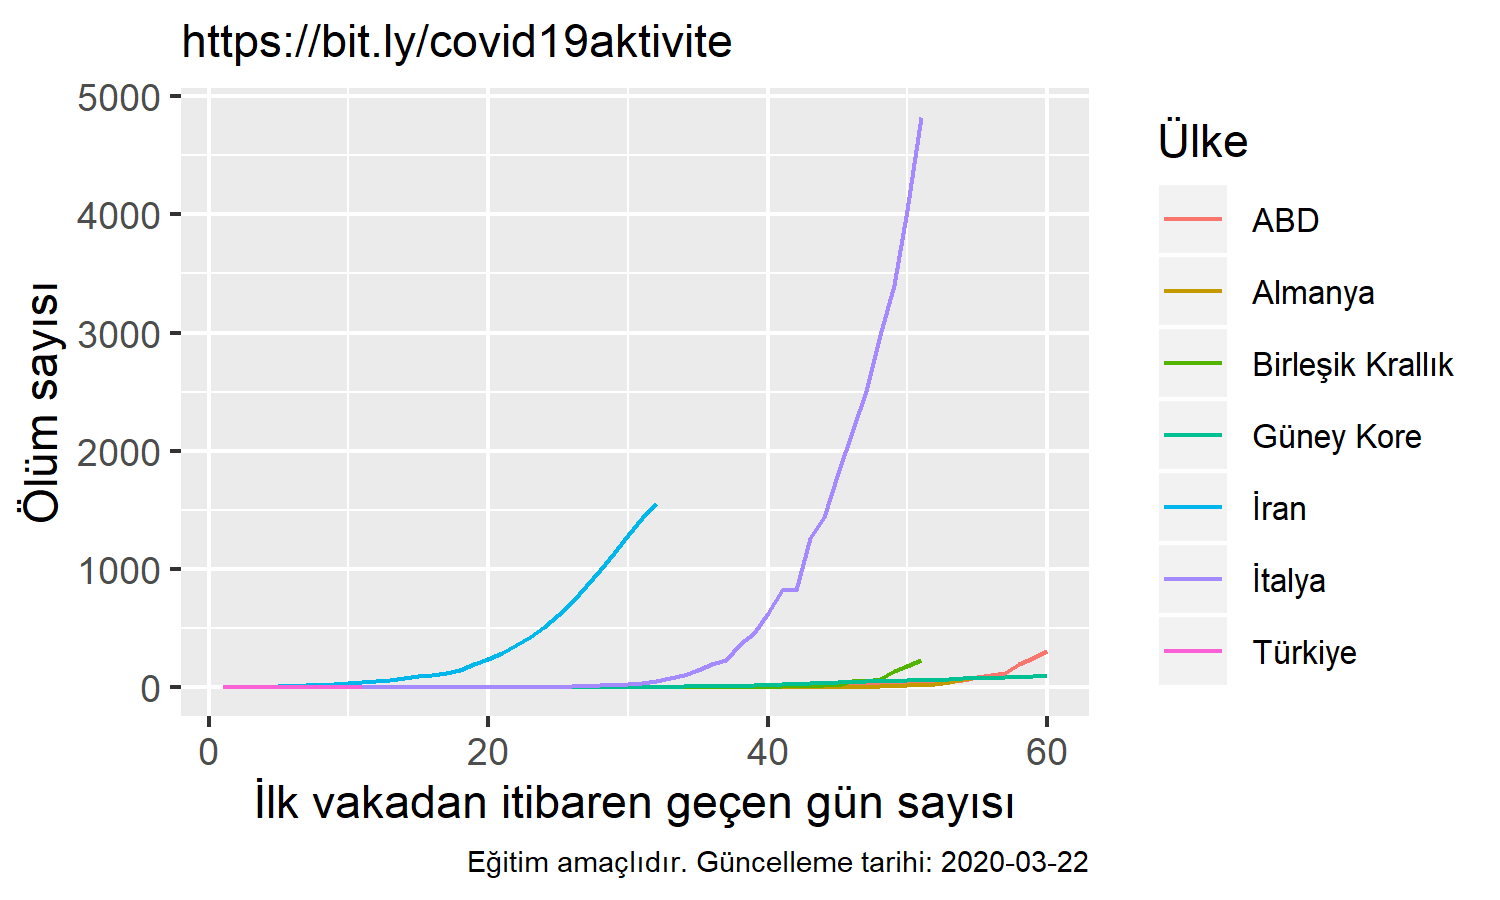 https://bit.ly/covid19aktivite
5000
4000
3000
2000
1000
0
Ölüm sayısı
0 20 40 60
İlk vakadan itibaren geçen gün sayısı
Eğitim amaçlıdır. Güncelleme tarihi: 2020-03-22
Ülke
ABD
Almanya
Birleşik Krallık
Güney Kore
İran
İtalya
Türkiye